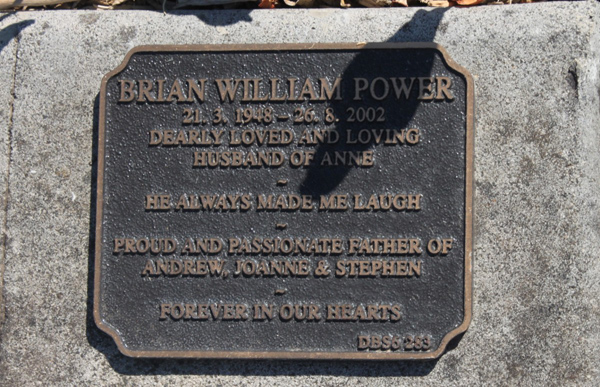 BRIAN WILLIAM POWER
21. 3. 1948 - 26. 8. 2002
DEARLY LOVED AND LOVING
HUSBAND OF ANNE
~
HE ALWAYS MADE ME LAUGH
~
PROUD AND PASSIONATE FATHER OF
ANDREW, JOANNE & STEPHEN
~
FOREVER IN OUR HEARTS
DBS6 283